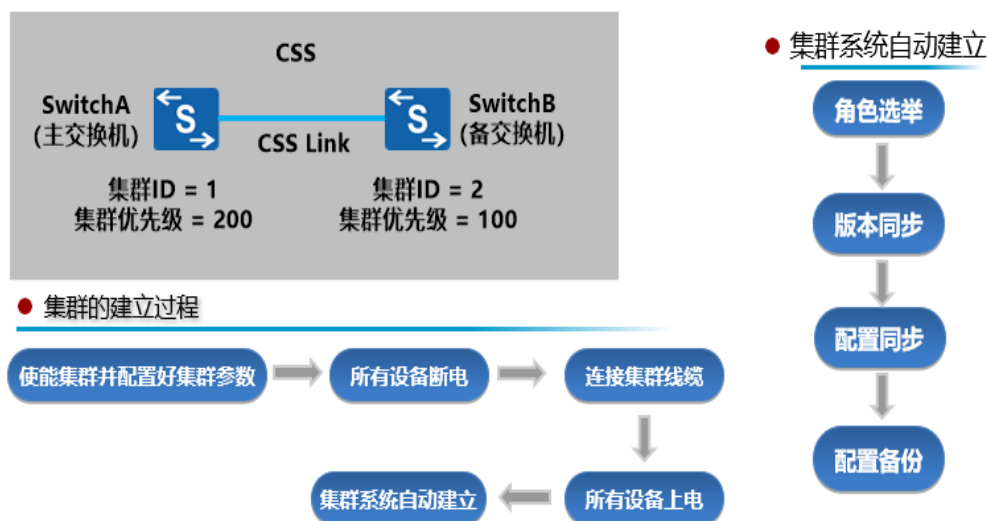 CSS
SwitchA
(主交换机)
S
CSS Link
S
SwitchB
(备交换机)
集群ID = 1
集群优先级 = 200
集群ID = 2
集群优先级 = 100
集群的建立过程
使能集群并配置好集群参数
所有设备断电
连接集群线缆
所有设备上电
集群系统自动建立
集群系统自动建立
角色选举
版本同步
配置同步
配置备份